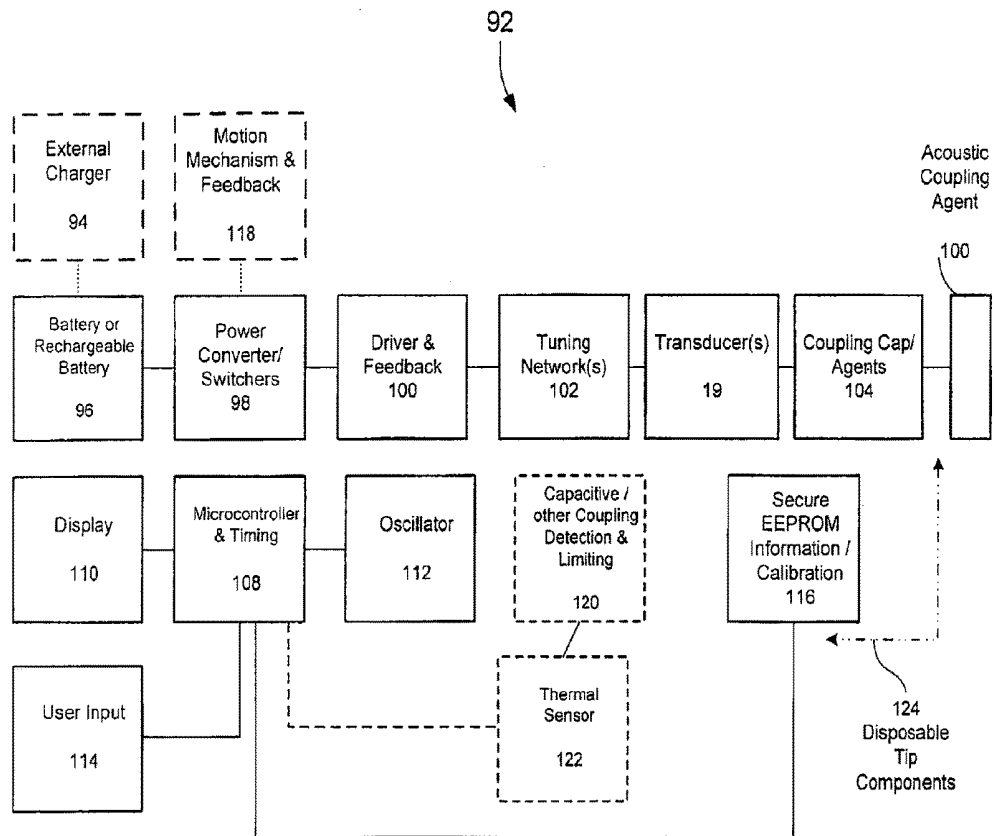 92
External
Charger
94
Motion
Mechanism &
Feedback
118
Acoustic
Coupling
Agent
100
Battery or
Rechargeable
Battery
96
Power
Converter/
Switchers
98
Driver &
Feedback
100
Tuning
Network(s)
102
Transducer(s)
19
Coupling Cap/
Agents
104
Display
110
Microcontroller
& Timing
108
Oscillator
112
Capacitive /
other Coupling
Detection &
Limiting
120
Secure
EEPROM
Information /
Calibration
116
User Input
114
Thermal
Sensor
122
124
Disposable
Tip
Components